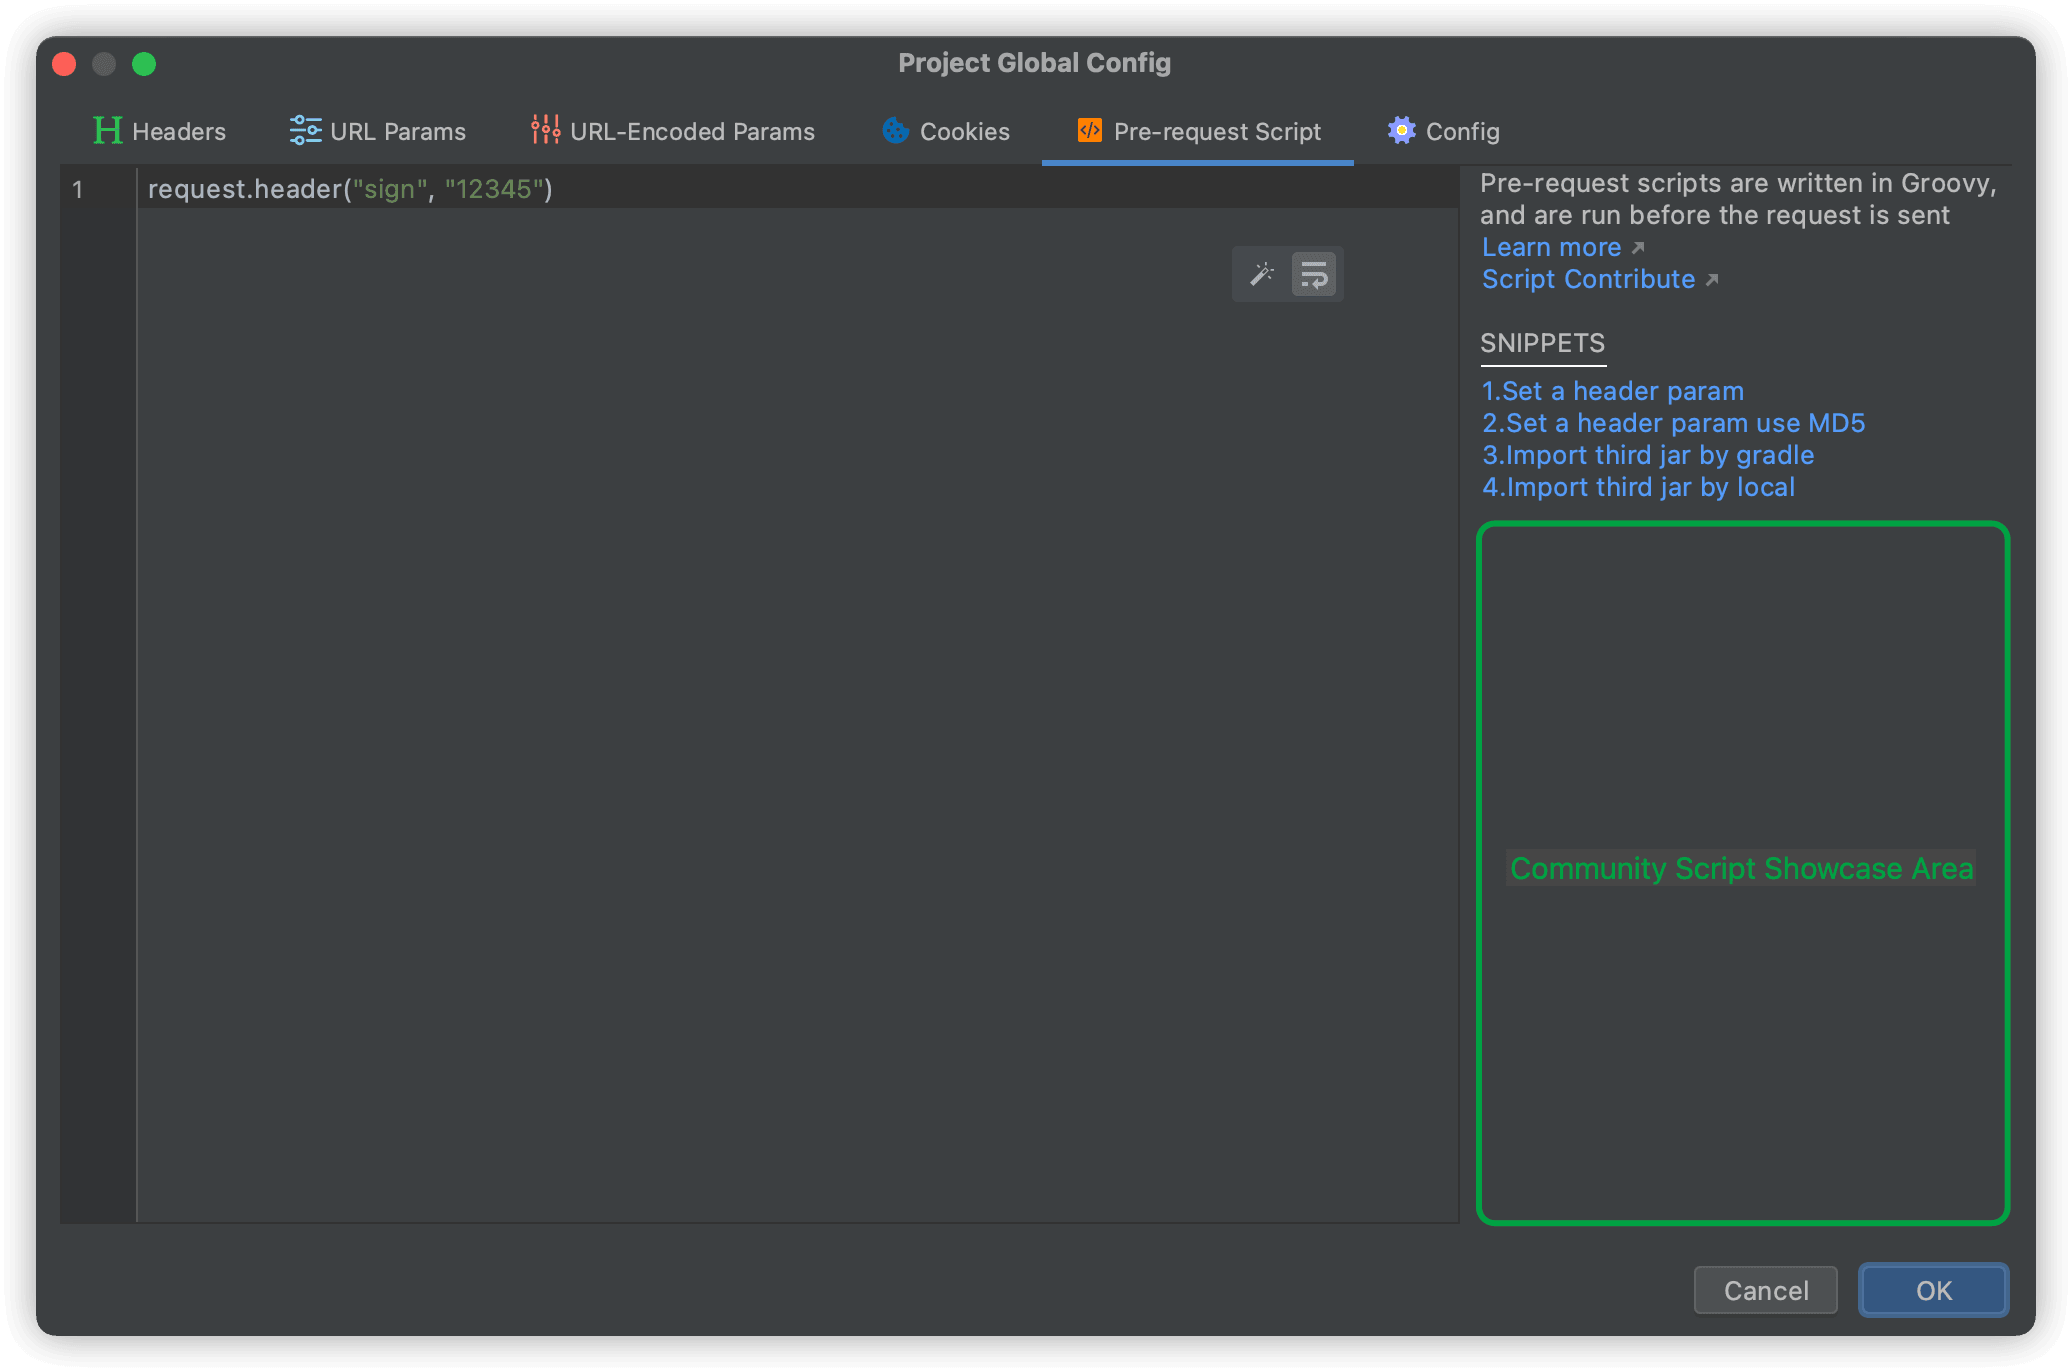 Project Global Config
Headers
URL Params
URL-Encoded Params
Cookies
Pre-request Script
Config
1
request.header("sign", "12345")
Pre-request scripts are written in Groovy,
and are run before the request is sent
Learn more
Script Contribute
SNIPPETS
1.Set a header param
2.Set a header param use MD5
3.Import third jar by gradle
4.Import third jar by local
Community Script Showcase Area
Cancel
OK